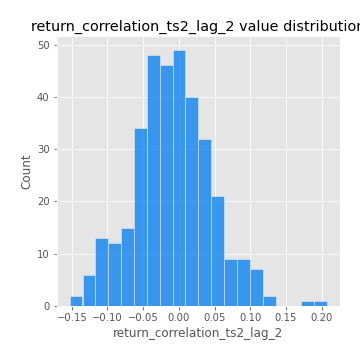 return_correlation_ts2_lag_2 value distribution
50
40
30
20
10
0
Count
−0.15 −0.10 −0.05 0.00 0.05 0.10 0.15 0.20
return_correlation_ts2_lag_2